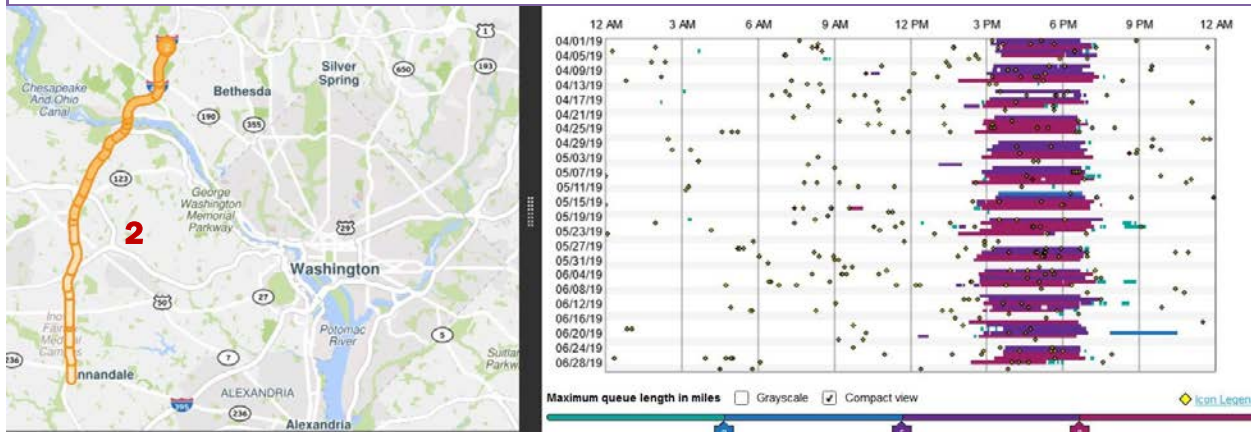 1
Silver
Spring
650
193
Chesapeake
And Ohio
Canal
Bethesda
190
355
123
George
Washington
Memorial
Parkway
2
29
Washington
27
50
Potomac
River
5
236
nnandale
7
ALEXANDRIA
395
236
Alexandria
12 AM 3 AM 6 AM 9 AM 12 PM 3 PM 6 PM 9 PM 12 AM
04/01/19
04/05/19
04/09/19
04/13/19
04/17/19
04/21/19
04/25/19
04/29/19
05/03/19
05/07/19
05/11/19
05/15/19
05/19/19
05/23/19
05/27/19
05/31/19
06/04/19
06/08/19
06/12/19
06/16/19
06/20/19
06/24/19
06/28/19
Maximum queue length in miles Grayscale Compact view Icon Legen